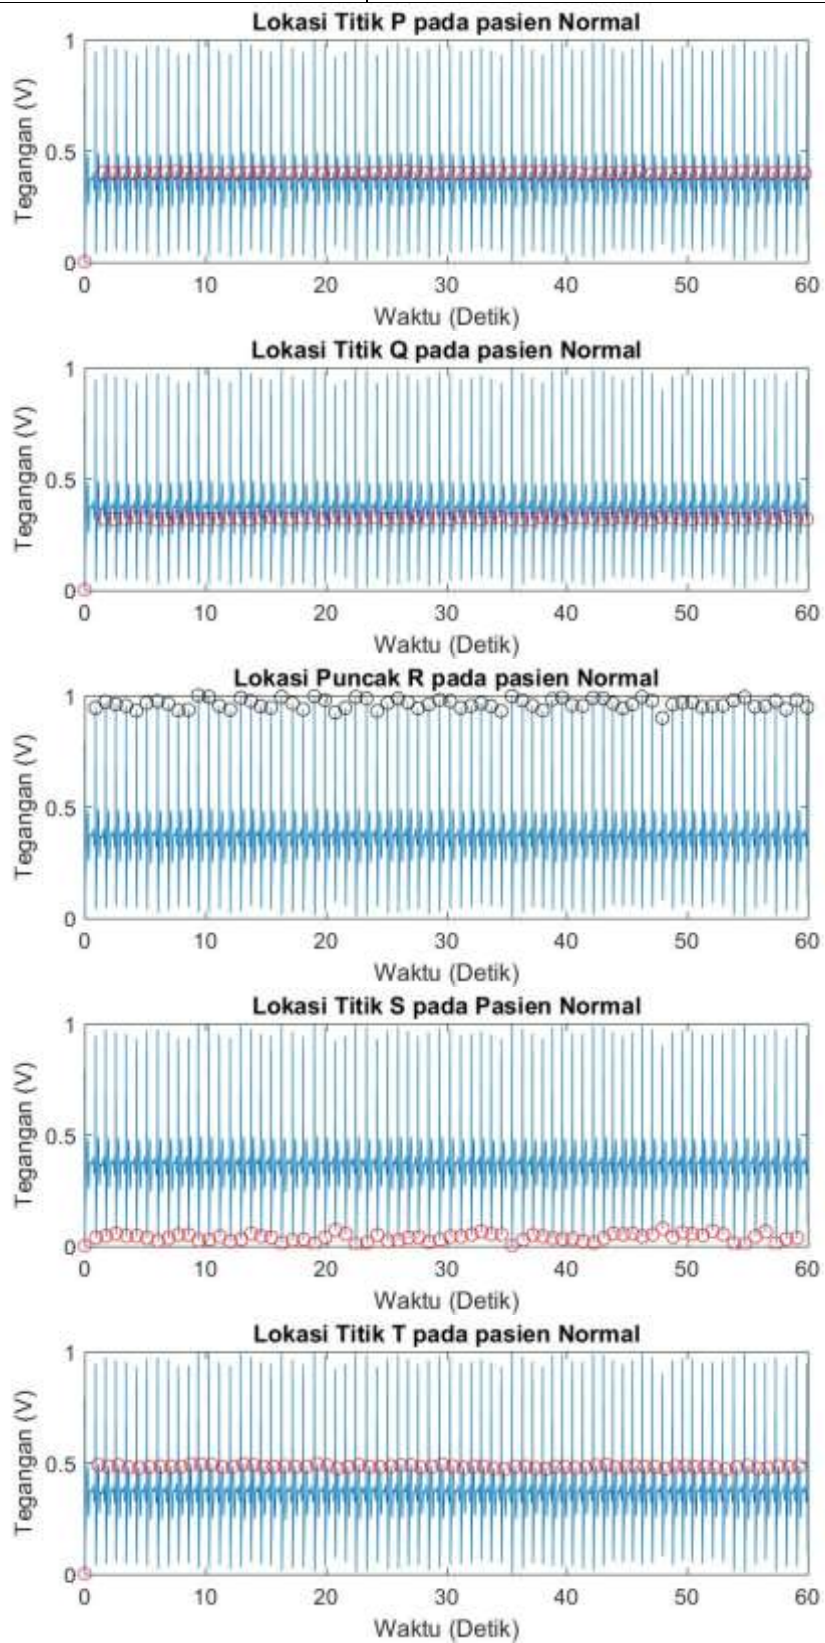 Lokasi Titik P pada pasien Normal
1
0.5
0
Tegangan (V)
0 10 20 30 40 50 60
Waktu (Detik)
Lokasi Titik Q pada pasien Normal
1
0.5
0
Tegangan (V)
0 10 20 30 40 50 60
Waktu (Detik)
Lokasi Puncak R pada pasien Normal
1
0.5
0
Tegangan (V)
0 10 20 30 40 50 60
Waktu (Detik)
Lokasi Titik S pada Pasien Normal
1
0.5
0
Tegangan (V)
0 10 20 30 40 50 60
Waktu (Detik)
Lokasi Titik T pada pasien Normal
1
0.5
0
Tegangan (V)
0 10 20 30 40 50 60
Waktu (Detik)